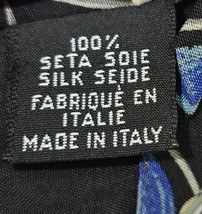 100%
SETA SOIE
SILK SEIDE
FABRIQUÉ EN
ITALIE
MADE IN ITALY